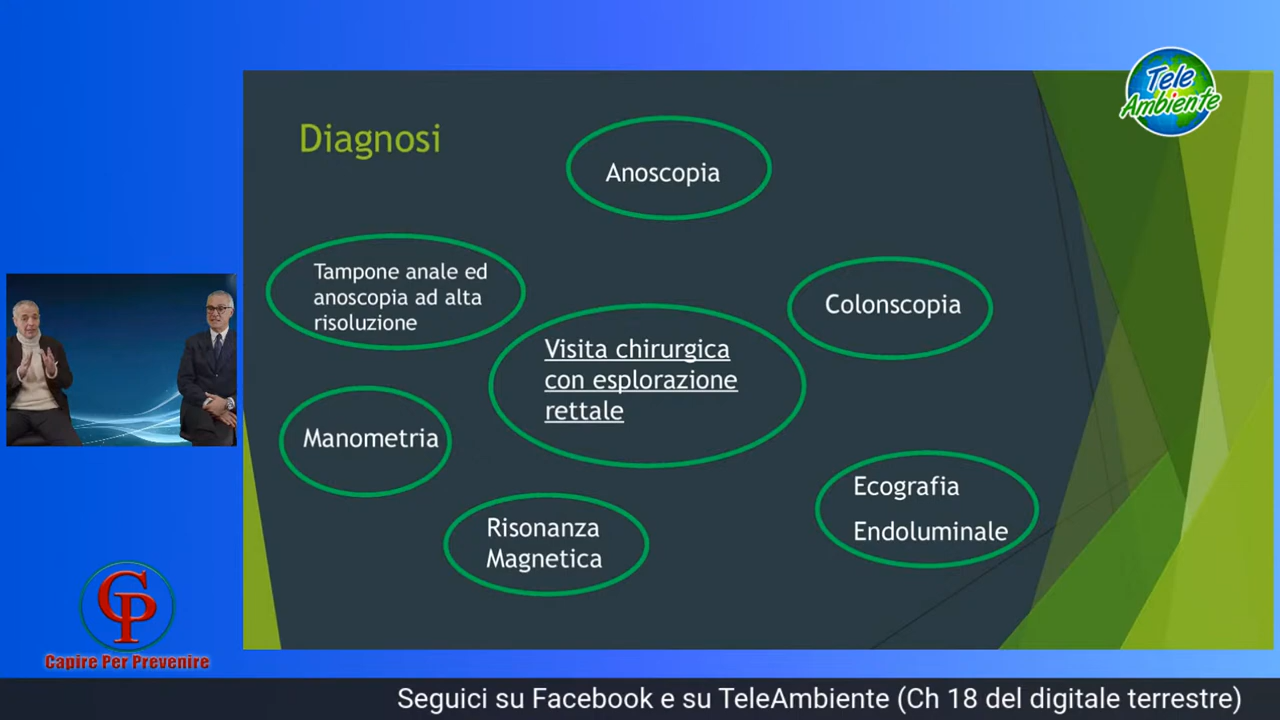 Tele
Ambiente
Diagnosi
Anoscopia
Tampone anale ed
anoscopia ad alta
risoluzione
Colonscopia
Visita chirurgica
con esplorazione
rettale
Manometria
Ecografia
Endoluminale
Risonanza
Magnetica
CP
Capire Per Prevenire
Seguici su Facebook e su TeleAmbiente (Ch 18 del digitale terrestre)